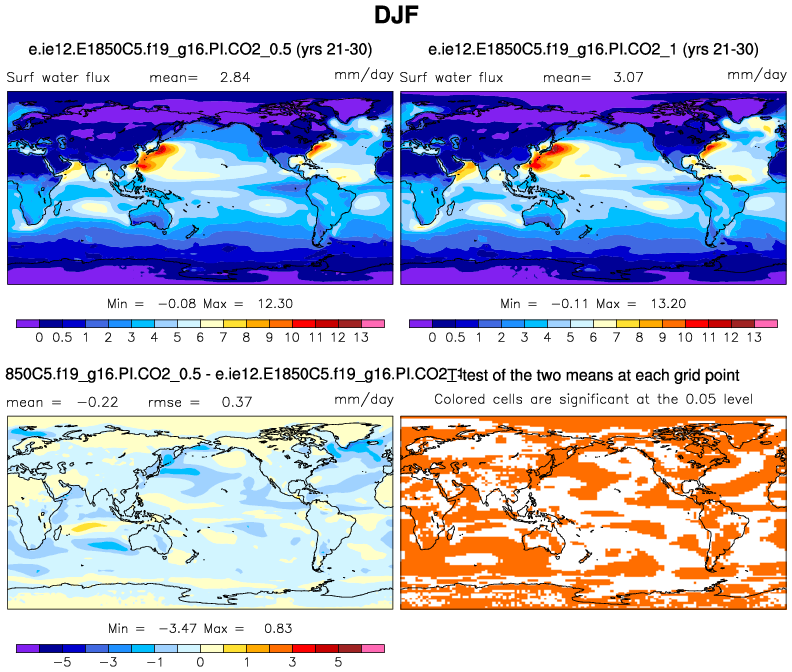 DJF
e.ie12.E1850C5.f19_g16.PI.CO2_0.5 (yrs 21-30)
Surf water flux mean= 2.84 mm/day
Min = -0.08 Max = 12.30
0 0.5 1 2 3 4 5 6 7 8 9 10 11 12 13
e.ie12.E1850C5.f19_g16.PI.CO2_1 (yrs 21-30)
Surf water flux mean= 3.07 mm/day
Min = -0.11 Max = 13.20
0 0.5 1 2 3 4 5 6 7 8 9 10 11 12 13
850C5.f19_g16.PI.CO2_0.5 - e.ie12.E1850C5.f19_g16.PI.CO2_1
mean = -0.22 rmse = 0.37 mm/day
Min = -3.47 Max = 0.83
-5 -3 -1 0 1 3 5
T-test of the two means at each grid point
Colored cells are significant at the 0.05 level